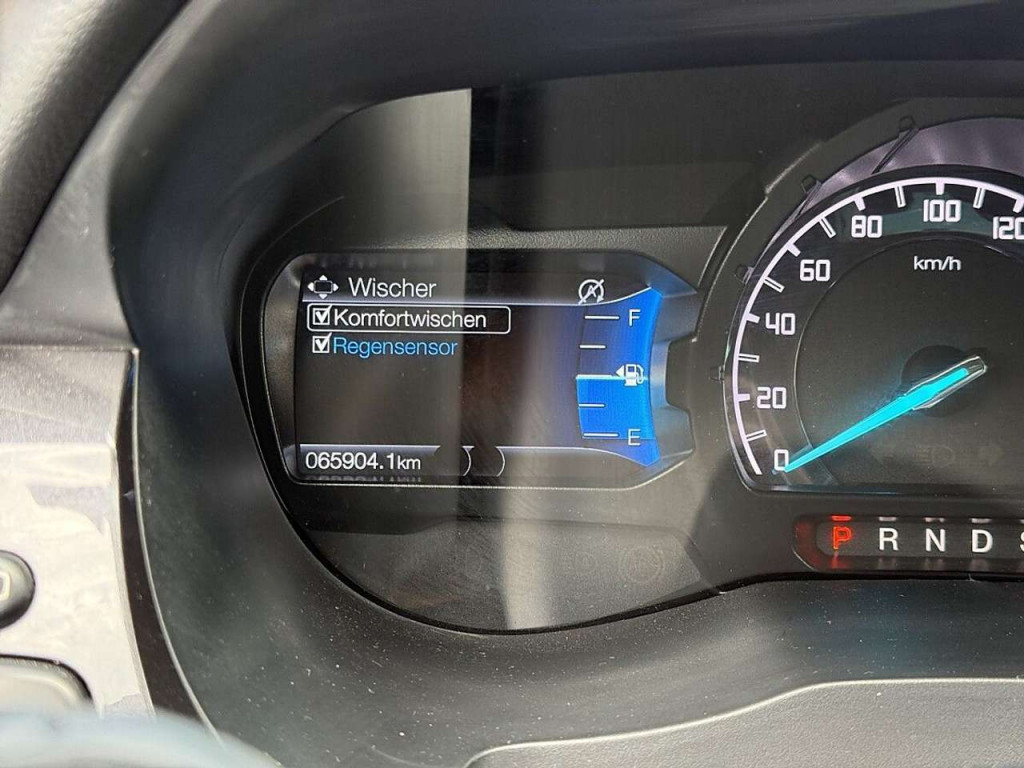 Wischer
Komfortwischen
Regensensor
065904.1km
F
E
0
20
40
60
80
100
120
km/h
P R N D S